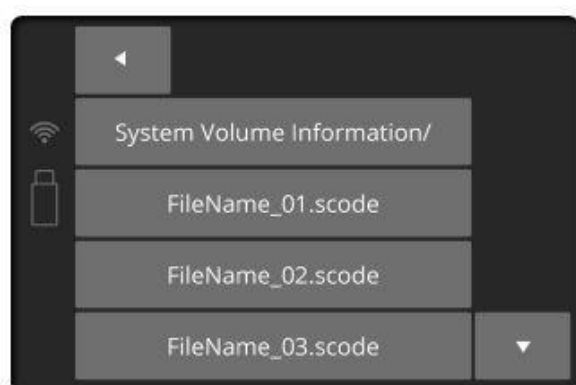 System Volume Information/
FileName_01.scode
FileName_02.scode
FileName_03.scode